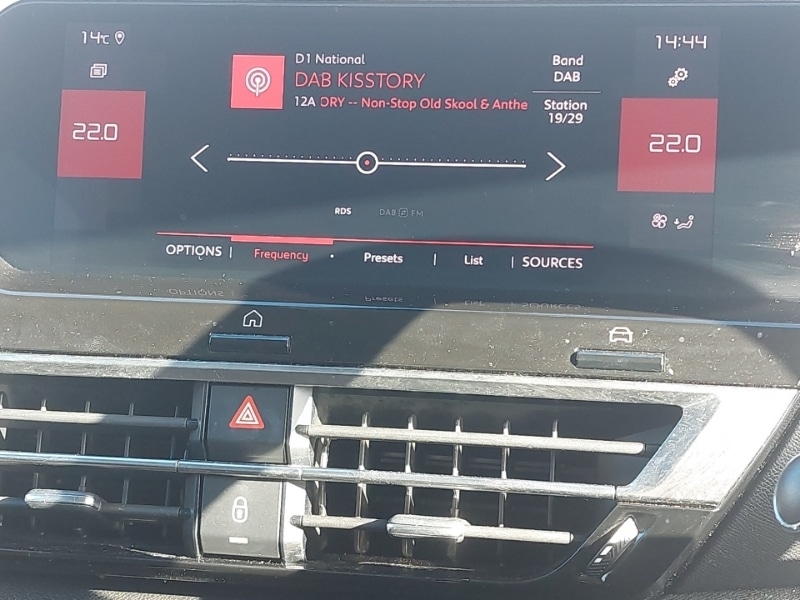 14°C
14:44
D1 National
DAB KISSTORY
12A ORY -- Non-Stop Old Skool & Anthe
Band
DAB
Station
19/29
22.0
22.0
RDS
DAB FM
OPTIONS | Frequency • Presets | List | SOURCES